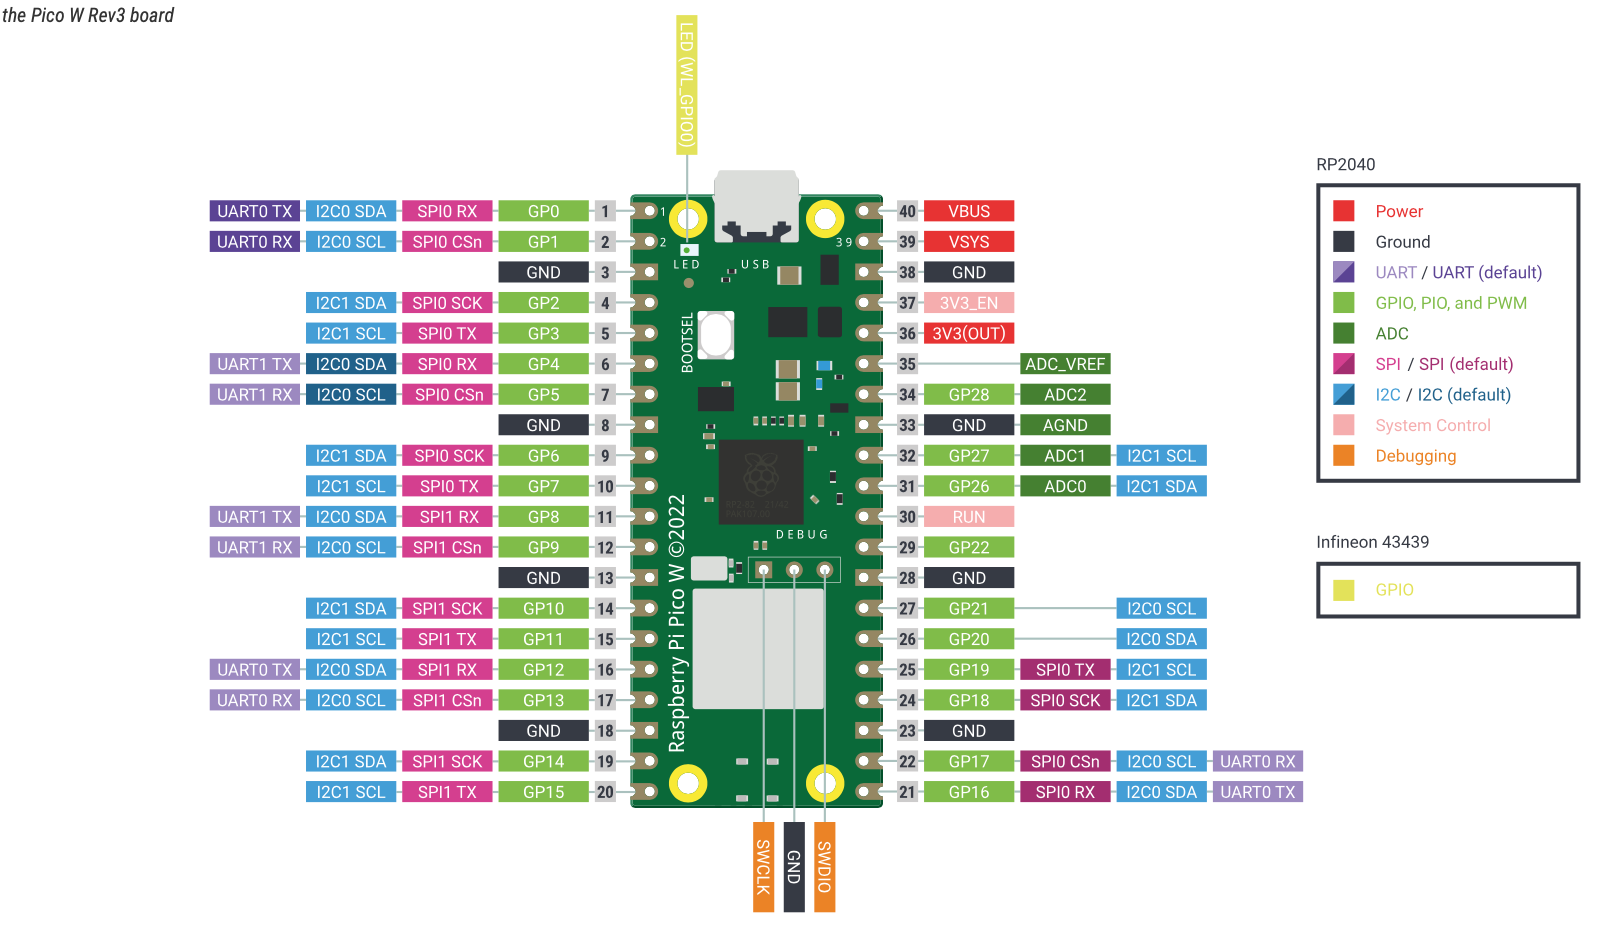 the Pico W Rev3 board
LED (WL_GPIO0)
UART0 TX I2C0 SDA SPI0 RX GP0 1 1 40 VBUS
UART0 RX I2C0 SCL SPI0 CSn GP1 2 2 39 39 VSYS
GND 3 LED USB 38 GND
I2C1 SDA SPI0 SCK GP2 4 37 3V3_EN
I2C1 SCL SPI0 TX GP3 5 BOOTSEL 36 3V3(OUT)
UART1 TX I2C0 SDA SPI0 RX GP4 6 35 ADC_VREF
UART1 RX I2C0 SCL SPI0 CSn GP5 7 34 GP28 ADC2
GND 8 33 GND AGND
I2C1 SDA SPI0 SCK GP6 9 32 GP27 ADC1 I2C1 SCL
I2C1 SCL SPI0 TX GP7 10 31 GP26 ADC0 I2C1 SDA
UART1 TX I2C0 SDA SPI1 RX GP8 11 30 RUN
DEBUG
UART1 RX I2C0 SCL SPI1 CSn GP9 12 29 GP22
GND 13 28 GND
I2C1 SDA SPI1 SCK GP10 14 27 GP21 I2C0 SCL
Raspberry Pi Pico W ©2022
I2C1 SCL SPI1 TX GP11 15 26 GP20 I2C0 SDA
UART0 TX I2C0 SDA SPI1 RX GP12 16 25 GP19 SPI0 TX I2C1 SCL
UART0 RX I2C0 SCL SPI1 CSn GP13 17 24 GP18 SPI0 SCK I2C1 SDA
GND 18 23 GND
I2C1 SDA SPI1 SCK GP14 19 22 GP17 SPI0 CSn I2C0 SCL UART0 RX
I2C1 SCL SPI1 TX GP15 20 21 GP16 SPI0 RX I2C0 SDA UART0 TX
SWCLK GND SWDIO
RP2040
Power
Ground
UART / UART (default)
GPIO, PIO, and PWM
ADC
SPI / SPI (default)
I2C / I2C (default)
System Control
Debugging
Infineon 43439
GPIO